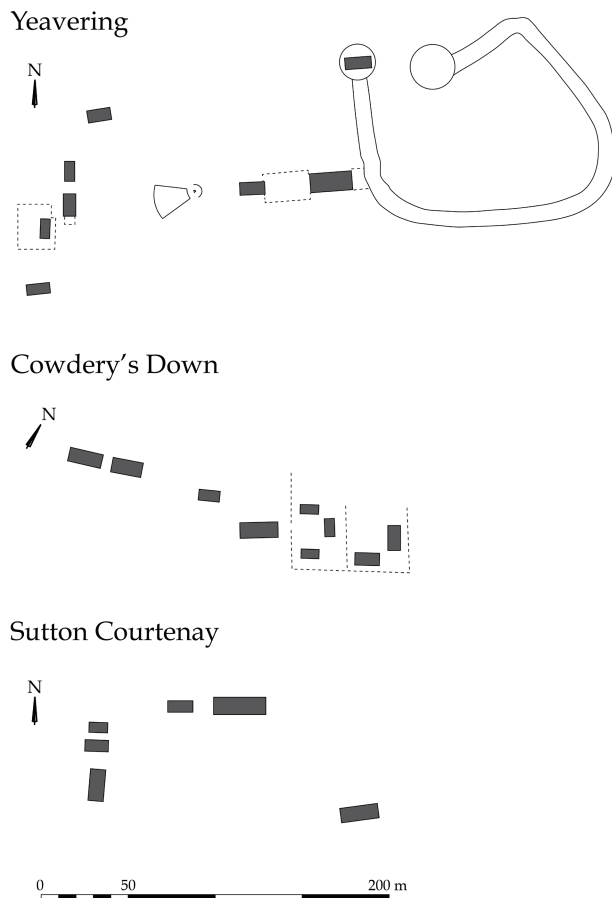 Yeavering
N
Cowdery’s Down
N
Sutton Courtenay
N
0 50 200 m